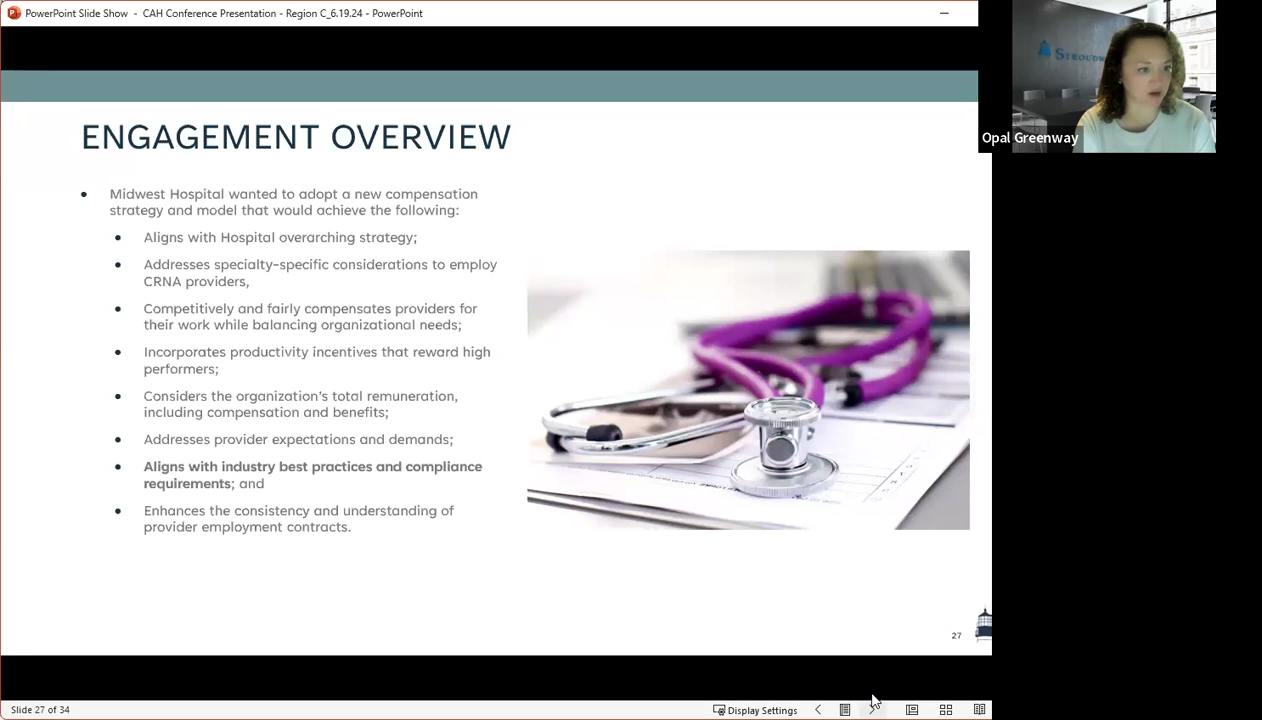 PowerPoint Slide Show - CAH Conference Presentation - Region C_6.19.24 - PowerPoint
Opal Greenway
ENGAGEMENT OVERVIEW
• Midwest Hospital wanted to adopt a new compensation
strategy and model that would achieve the following:
• Aligns with Hospital overarching strategy;
• Addresses specialty-specific considerations to employ
CRNA providers,
• Competitively and fairly compensates providers for
their work while balancing organizational needs;
• Incorporates productivity incentives that reward high
performers;
• Considers the organization's total remuneration,
including compensation and benefits;
• Addresses provider expectations and demands;
• Aligns with industry best practices and compliance
requirements; and
• Enhances the consistency and understanding of
provider employment contracts.
27
Slide 27 of 34
Display Settings